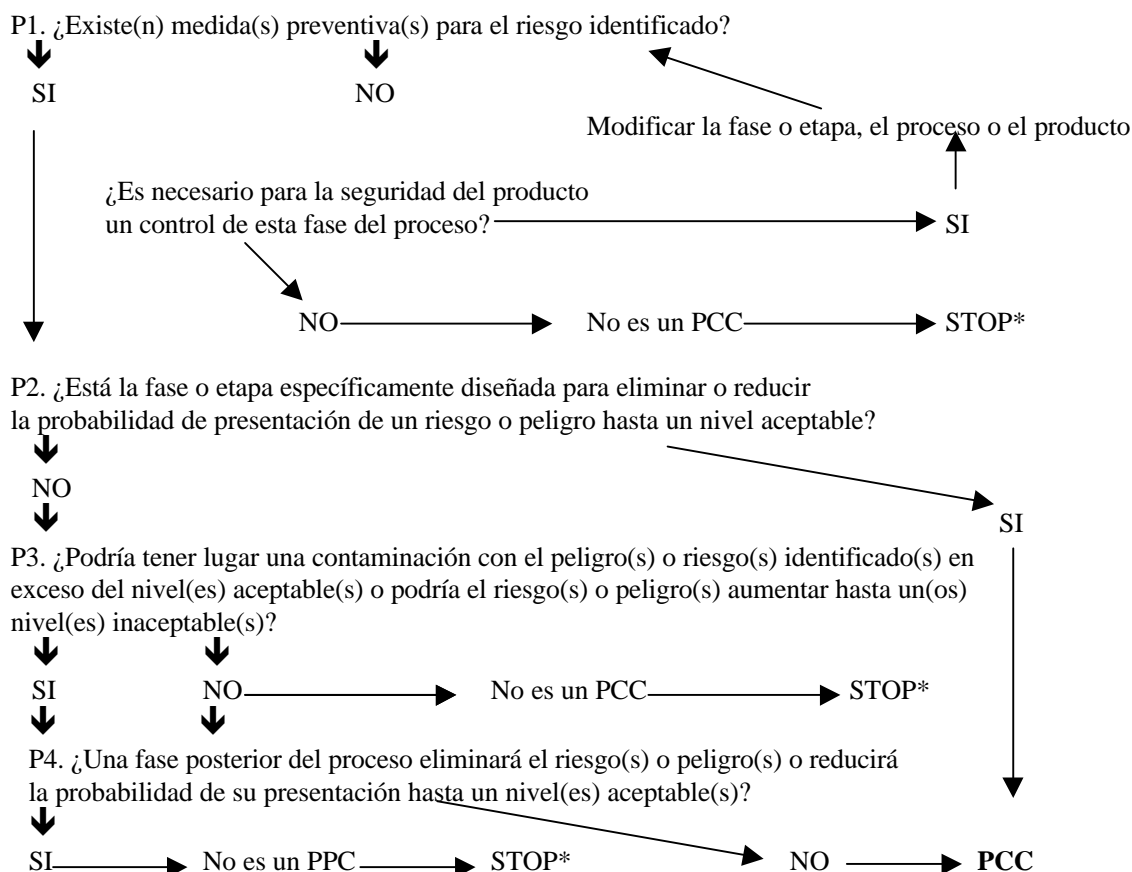 P1. ¿Existe(n) medida(s) preventiva(s) para el riesgo identificado?
SI NO
Modificar la fase o etapa, el proceso o el producto
¿Es necesario para la seguridad del producto
un control de esta fase del proceso? SI
NO No es un PCC STOP*
P2. ¿Está la fase o etapa específicamente diseñada para eliminar o reducir
la probabilidad de presentación de un riesgo o peligro hasta un nivel aceptable?
NO
SI
P3. ¿Podría tener lugar una contaminación con el peligro(s) o riesgo(s) identificado(s) en
exceso del nivel(es) aceptable(s) o podría el riesgo(s) o peligro(s) aumentar hasta un(os)
nivel(es) inaceptable(s)?
SI NO No es un PCC STOP*
P4. ¿Una fase posterior del proceso eliminará el riesgo(s) o peligro(s) o reducirá
la probabilidad de su presentación hasta un nivel(es) aceptable(s)?
SI No es un PPC STOP* NO PCC